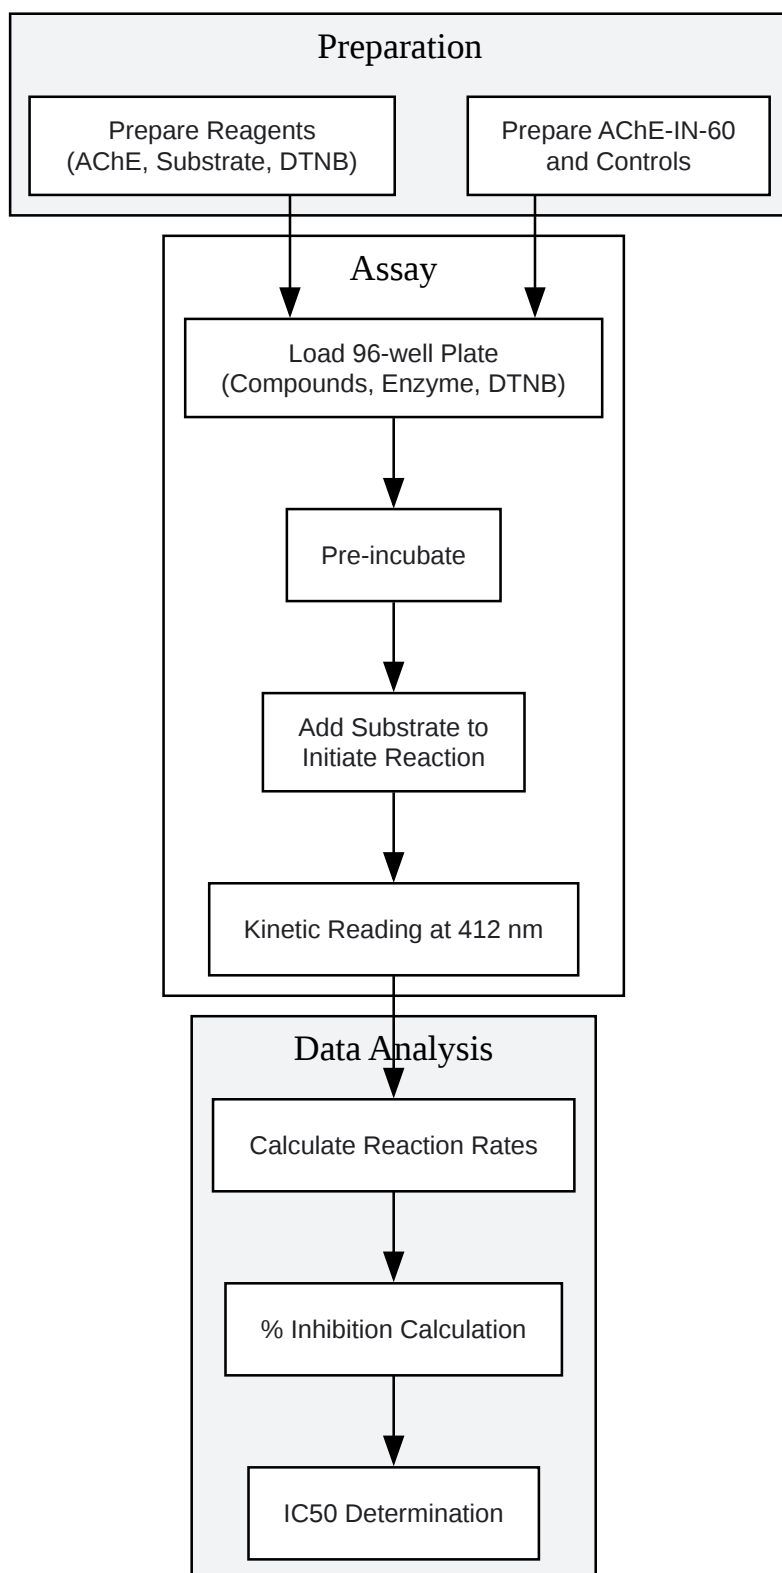 Preparation
Prepare Reagents
(AChE, Substrate, DTNB)
Prepare AChE-IN-60
and Controls
Assay
Load 96-well Plate
(Compounds, Enzyme, DTNB)
Pre-incubate
Add Substrate to
Initiate Reaction
Kinetic Reading at 412 nm
Data Analysis
Calculate Reaction Rates
% Inhibition Calculation
IC50 Determination